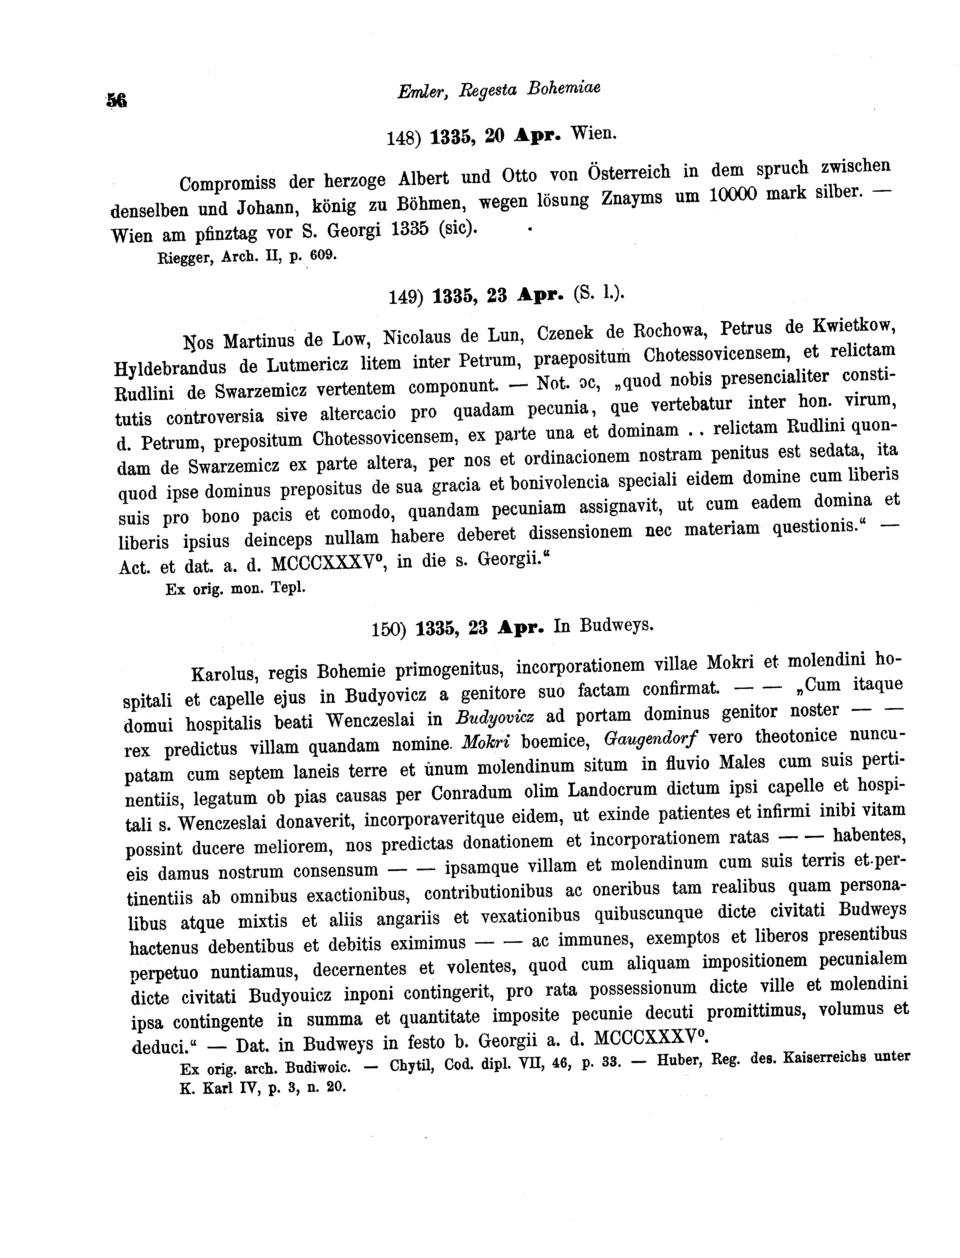 56
Emler, Regesta Bohemiae
148) 1335, 20 Apr. Wien.
Compromiss der herzoge Albert und Otto von Österreich in dem spruch zwischen
denselben und Johann, könig zu Böhmen, wegen lösung Znayms um 10000 mark silber. —
Wien am pfinztag vor S. Georgi 1335 (sic).
Riegger, Arch. II, p. 609.
149) 1335, 23 Apr. (S. l.).
Nos Martinus de Low, Nicolaus de Lun, Czenek de Rochowa, Petrus de Kwietkow,
Hyldebrandus de Lutmericz litem inter Petrum, praepositum Chotessovicensem, et relictam
Rudlini de Swarzemicz vertentem componunt. — Not. ɔc, „quod nobis presencialiter consti-
tutis controversia sive altercacio pro quadam pecunia, que vertebatur inter hon. virum,
d. Petrum, prepositum Chotessovicensem, ex parte una et dominam . . relictam Rudlini quon-
dam de Swarzemicz ex parte altera, per nos et ordinacionem nostram penitus est sedata, ita
quod ipse dominus prepositus de sua gracia et bonivolencia speciali eidem domine cum liberis
suis pro bono pacis et comodo, quandam pecuniam assignavit, ut cum eadem domina et
liberis ipsius deinceps nullam habere deberet dissensionem nec materiam questionis.“ —
Act. et dat. a. d. MCCCXXXV⁰, in die s. Georgii.“
Ex orig. mon. Tepl.
150) 1335, 23 Apr. In Budweys.
Karolus, regis Bohemie primogenitus, incorporationem villae Mokri et molendini ho-
spitali et capelle ejus in Budyovicz a genitore suo factam confirmat. — — „Cum itaque
domui hospitalis beati Wenczeslai in Budyovicz ad portam dominus genitor noster — —
rex predictus villam quandam nomine Mokri boemice, Gaugendorf vero theotonice nuncu-
patam cum septem laneis terre et unum molendinum situm in fluvio Males cum suis perti-
nentiis, legatum ob pias causas per Conradum olim Landocrum dictum ipsi capelle et hospi-
tali s. Wenczeslai donaverit, incorporaveritque eidem, ut exinde patientes et infirmi inibi vitam
possint ducere meliorem, nos predictas donationem et incorporationem ratas — — habentes,
eis damus nostrum consensum — — ipsamque villam et molendinum cum suis terris et per-
tinentiis ab omnibus exactionibus, contributionibus ac oneribus tam realibus quam persona-
libus atque mixtis et aliis angariis et vexationibus quibuscunque dicte civitati Budweys
hactenus debentibus et debitis eximimus — — ac immunes, exemptos et liberos presentibus
perpetuo nuntiamus, decernentes et volentes, quod cum aliquam impositionem pecunialem
dicte civitati Budyouicz inponi contingerit, pro rata possessionum dicte ville et molendini
ipsa contingente in summa et quantitate imposite pecunie decuti promittimus, volumus et
deduci.“ — Dat. in Budweys in festo b. Georgii a. d. MCCCXXXV⁰.
Ex orig. arch. Budiwoic. — Chytil, Cod. dipl. VII, 46, p. 33. — Huber, Reg. des. Kaiserreichs unter
K. Karl IV, p. 3, n. 20.